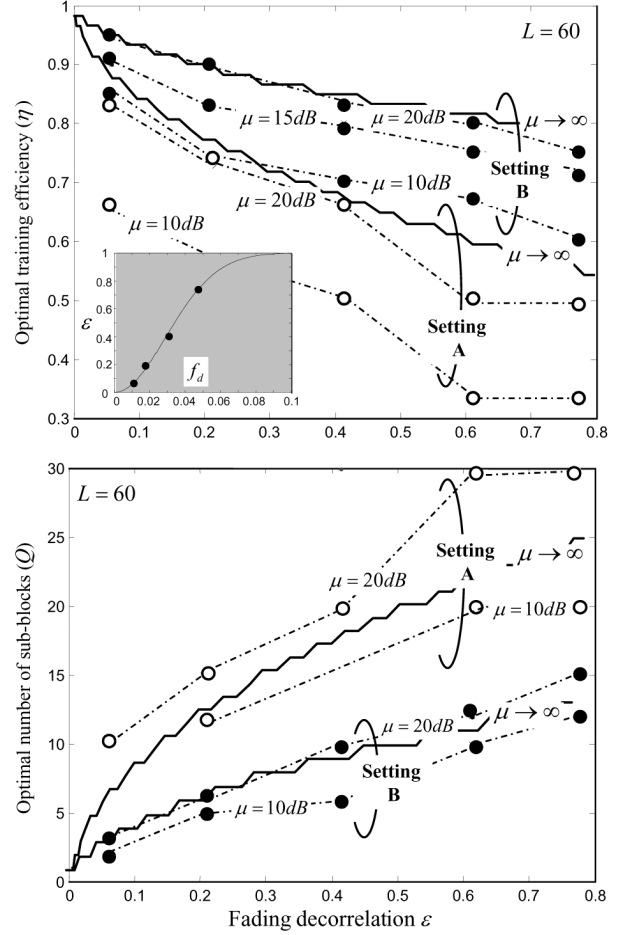 L = 60
Optimal training efficiency (η)
1
0.9
0.8
0.7
0.6
0.5
0.4
0.3
μ = 15dB
μ = 20dB
μ → ∞
Setting B
μ = 10dB
μ = 20dB
μ = 10dB
μ → ∞
Setting A
ε
1
0.8
0.6
0.4
0.2
0
f_d
0 0.02 0.04 0.06 0.08 0.1
0 0.1 0.2 0.3 0.4 0.5 0.6 0.7 0.8
L = 60
Optimal number of sub-blocks (Q)
30
25
20
15
10
5
0
Setting A
μ → ∞
μ = 20dB
μ = 10dB
μ = 20dB
μ → ∞
Setting B
μ = 10dB
0 0.1 0.2 0.3 0.4 0.5 0.6 0.7 0.8
Fading decorrelation ε